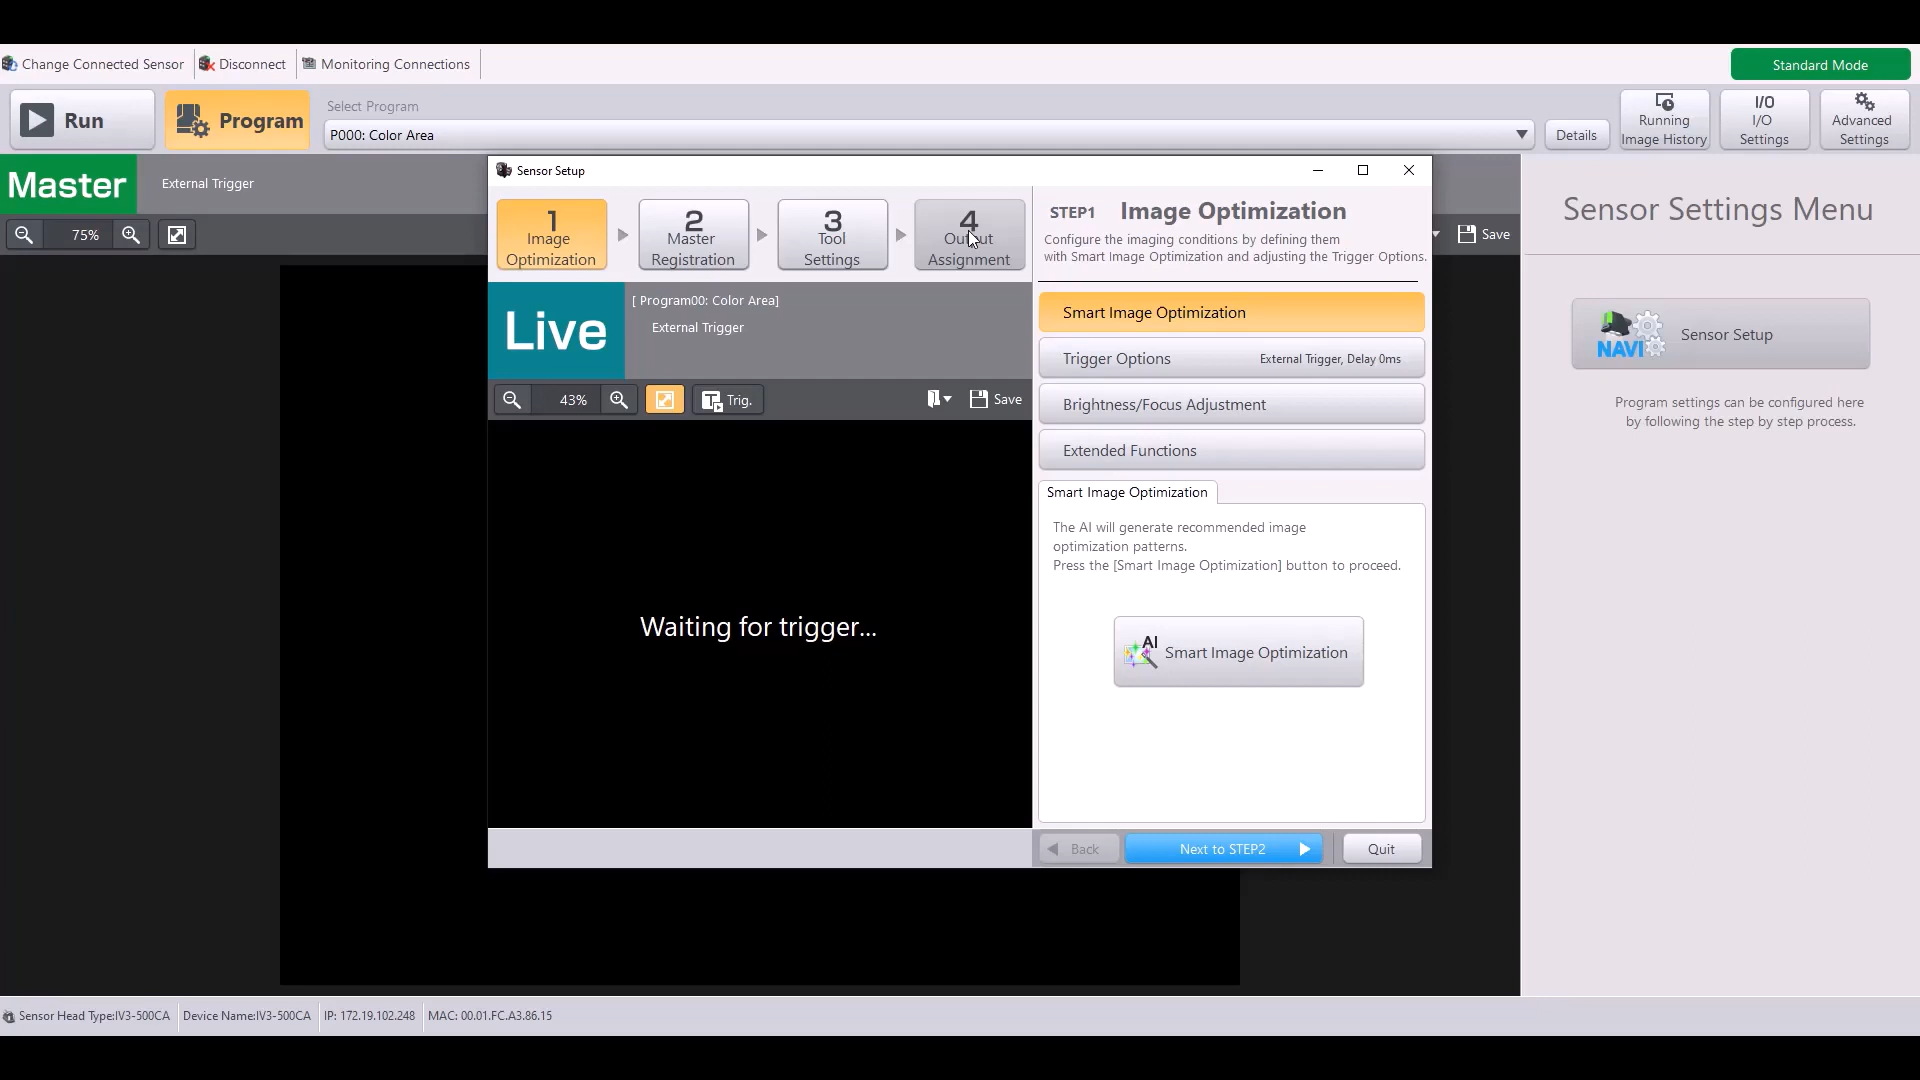 Change Connected Sensor
Disconnect
Monitoring Connections
Standard Mode
Run
Program
Select Program
P000: Color Area
Details
Running
Image History
I/O
I/O
Settings
Advanced
Settings
Master
External Trigger
75%
Save
Sensor Setup
1
Image
Optimization
2
Master
Registration
3
Tool
Settings
4
Output
Assignment
Live
[ Program00: Color Area]
External Trigger
43%
T
Trig.
Save
Waiting for trigger...
STEP1 Image Optimization
Configure the imaging conditions by defining them
with Smart Image Optimization and adjusting the Trigger Options.
Smart Image Optimization
Trigger Options
External Trigger, Delay 0ms
Brightness/Focus Adjustment
Extended Functions
Smart Image Optimization
The AI will generate recommended image
optimization patterns.
Press the [Smart Image Optimization] button to proceed.
AI
Smart Image Optimization
Back
Next to STEP2
Quit
Sensor Settings Menu
NAVI
Sensor Setup
Program settings can be configured here
by following the step by step process.
Sensor Head Type:IV3-500CA
Device Name:IV3-500CA
IP: 172.19.102.248
MAC: 00.01.FC.A3.86.15